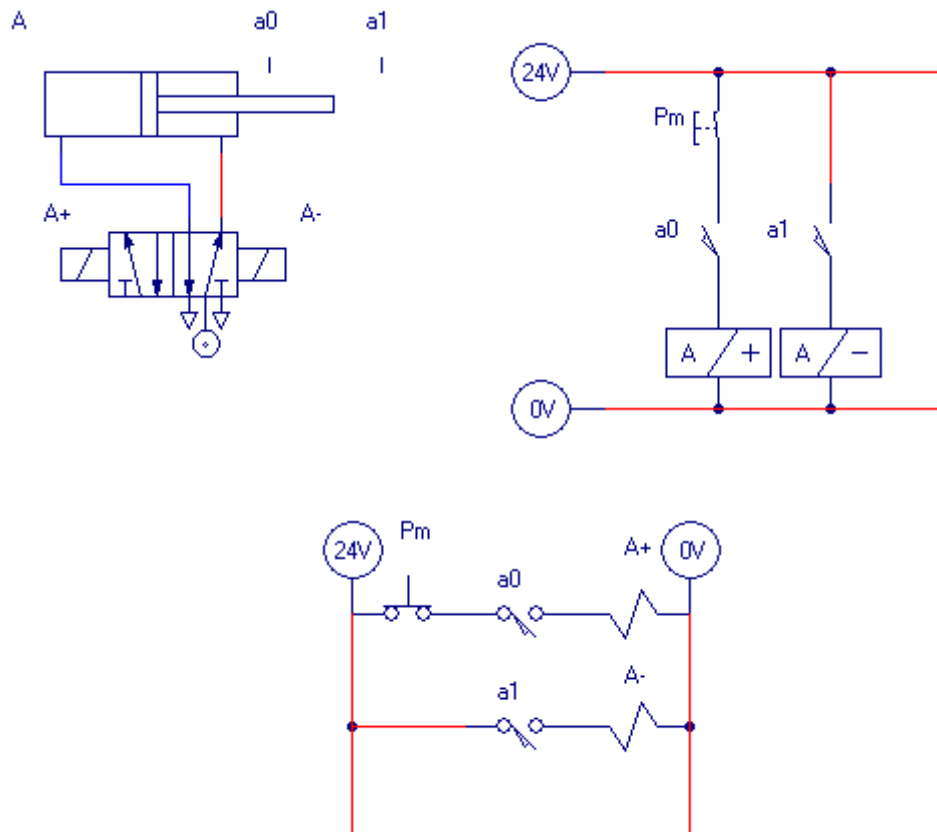 A a0 a1
A+ A-
24V
Pm
a0 a1
A + A −
0V
Pm
24V A+ 0V
a0
A-
a1